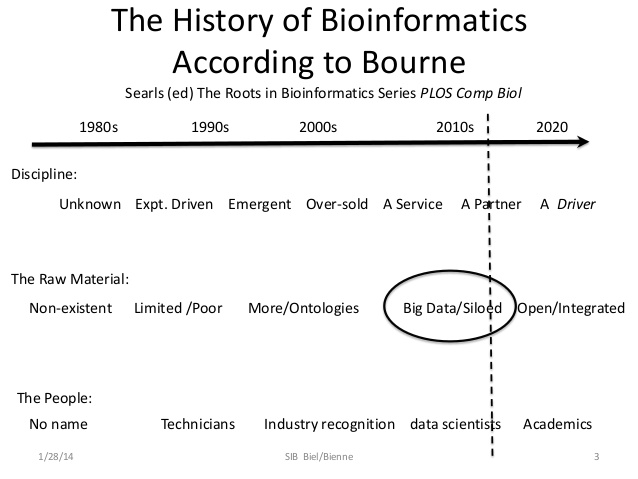 The History of Bioinformatics
According to Bourne
Searls (ed) The Roots in Bioinformatics Series PLOS Comp Biol
1980s 1990s 2000s 2010s 2020
Discipline:
Unknown Expt. Driven Emergent Over-sold A Service A Partner A Driver
The Raw Material:
Non-existent Limited /Poor More/Ontologies Big Data/Siloed Open/Integrated
The People:
No name Technicians Industry recognition data scientists Academics
1/28/14 SIB Biel/Bienne 3